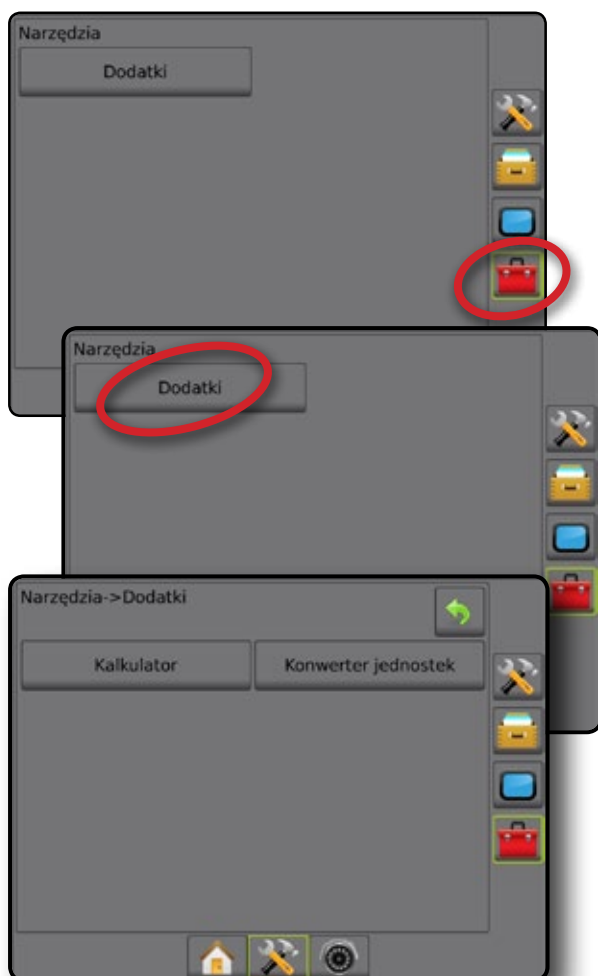 Narzędzia
Dodatki
Narzędzia
Dodatki
Narzędzia->Dodatki
Kalkulator Konwerter jednostek